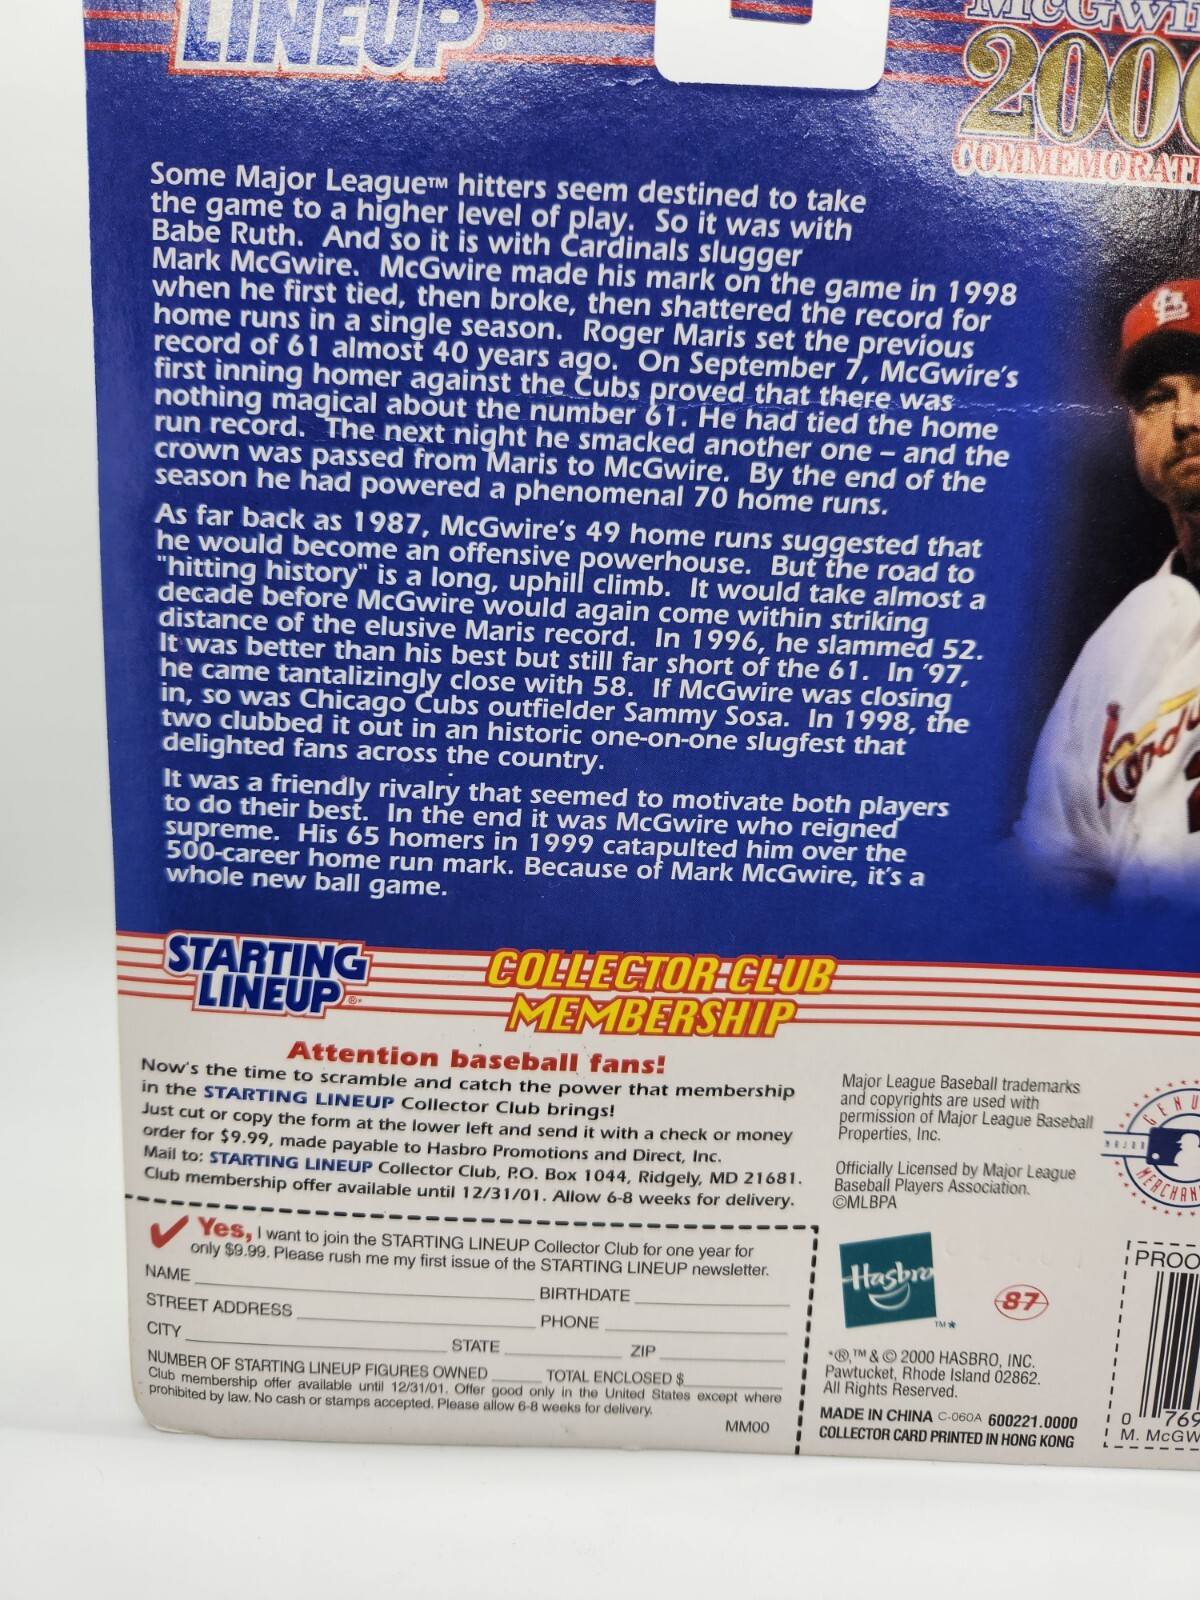 LINEUP®
McGwi
200
COMMEMORATI
Some Major League™ hitters seem destined to take
the game to a higher level of play. So it was with
Babe Ruth. And so it is with Cardinals slugger
Mark McGwire. McGwire made his mark on the game in 1998
when he first tied, then broke, then shattered the record for
home runs in a single season. Roger Maris set the previous
record of 61 almost 40 years ago. On September 7, McGwire's
first inning homer against the Cubs proved that there was
nothing magical about the number 61. He had tied the home
run record. The next night he smacked another one – and the
crown was passed from Maris to McGwire. By the end of the
season he had powered a phenomenal 70 home runs.
As far back as 1987, McGwire's 49 home runs suggested that
he would become an offensive powerhouse. But the road to
"hitting history" is a long, uphill climb. It would take almost a
decade before McGwire would again come within striking
distance of the elusive Maris record. In 1996, he slammed 52.
It was better than his best but still far short of the 61. In '97,
he came tantalizingly close with 58. If McGwire was closing
in, so was Chicago Cubs outfielder Sammy Sosa. In 1998, the
two clubbed it out in an historic one-on-one slugfest that
delighted fans across the country.
It was a friendly rivalry that seemed to motivate both players
to do their best. In the end it was McGwire who reigned
supreme. His 65 homers in 1999 catapulted him over the
500-career home run mark. Because of Mark McGwire, it's a
whole new ball game.
STARTING
LINEUP®*
COLLECTOR CLUB
MEMBERSHIP
Attention baseball fans!
Now's the time to scramble and catch the power that membership
in the STARTING LINEUP Collector Club brings!
Just cut or copy the form at the lower left and send it with a check or money
order for $9.99, made payable to Hasbro Promotions and Direct, Inc.
Mail to: STARTING LINEUP Collector Club, P.O. Box 1044, Ridgely, MD 21681.
Club membership offer available until 12/31/01. Allow 6-8 weeks for delivery.
Yes, I want to join the STARTING LINEUP Collector Club for one year for
only $9.99. Please rush me my first issue of the STARTING LINEUP newsletter.
NAME BIRTHDATE
STREET ADDRESS PHONE
CITY STATE ZIP
NUMBER OF STARTING LINEUP FIGURES OWNED TOTAL ENCLOSED $
Club membership offer available until 12/31/01. Offer good only in the United States except where
prohibited by law. No cash or stamps accepted. Please allow 6-8 weeks for delivery.
MM00
Major League Baseball trademarks
and copyrights are used with
permission of Major League Baseball
Properties, Inc.
Officially Licensed by Major League
Baseball Players Association.
©MLBPA
GENU
MAJOR
MERCHAN
Hasbro
™*
87
*®,™ & © 2000 HASBRO, INC.
Pawtucket, Rhode Island 02862.
All Rights Reserved.
MADE IN CHINA C-060A 600221.0000
COLLECTOR CARD PRINTED IN HONG KONG
PROO
0 769
M. McGW